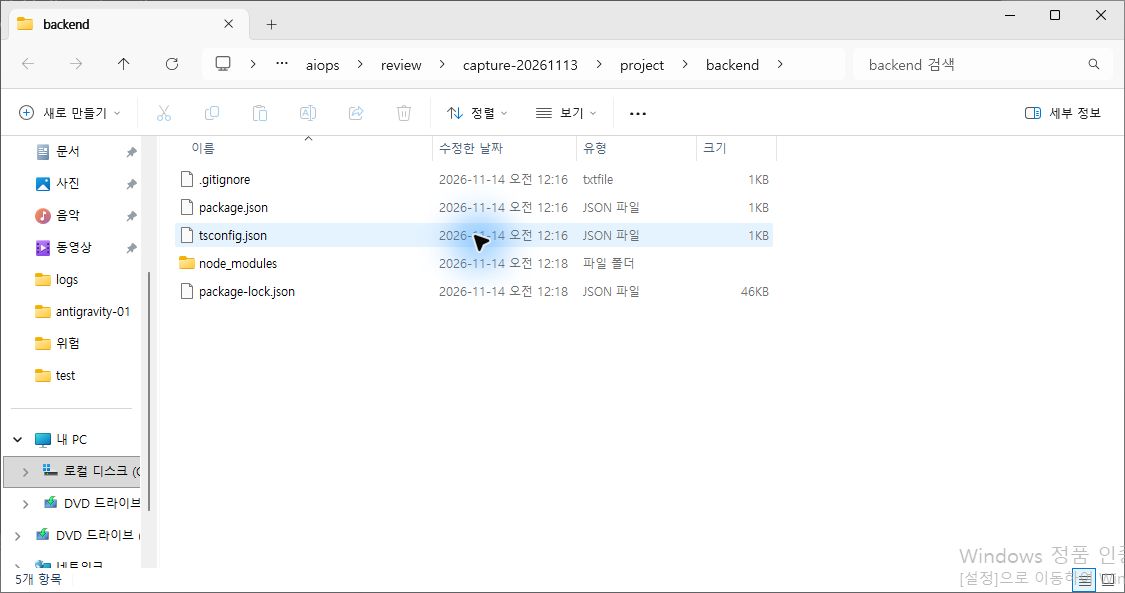 backend
aiops review capture-20261113 project backend
backend 검색
새로 만들기 정렬 보기 세부 정보
이름 수정한 날짜 유형 크기
.gitignore 2026-11-14 오전 12:16 txtfile 1KB
package.json 2026-11-14 오전 12:16 JSON 파일 1KB
tsconfig.json 2026-11-14 오전 12:16 JSON 파일 1KB
node_modules 2026-11-14 오전 12:18 파일 폴더
package-lock.json 2026-11-14 오전 12:18 JSON 파일 46KB
문서
사진
음악
동영상
logs
antigravity-01
위험
test
내 PC
로컬 디스크 (C
DVD 드라이브
DVD 드라이브 (
네트워크
5개 항목
Windows 정품 인증
[설정]으로 이동하여 Win